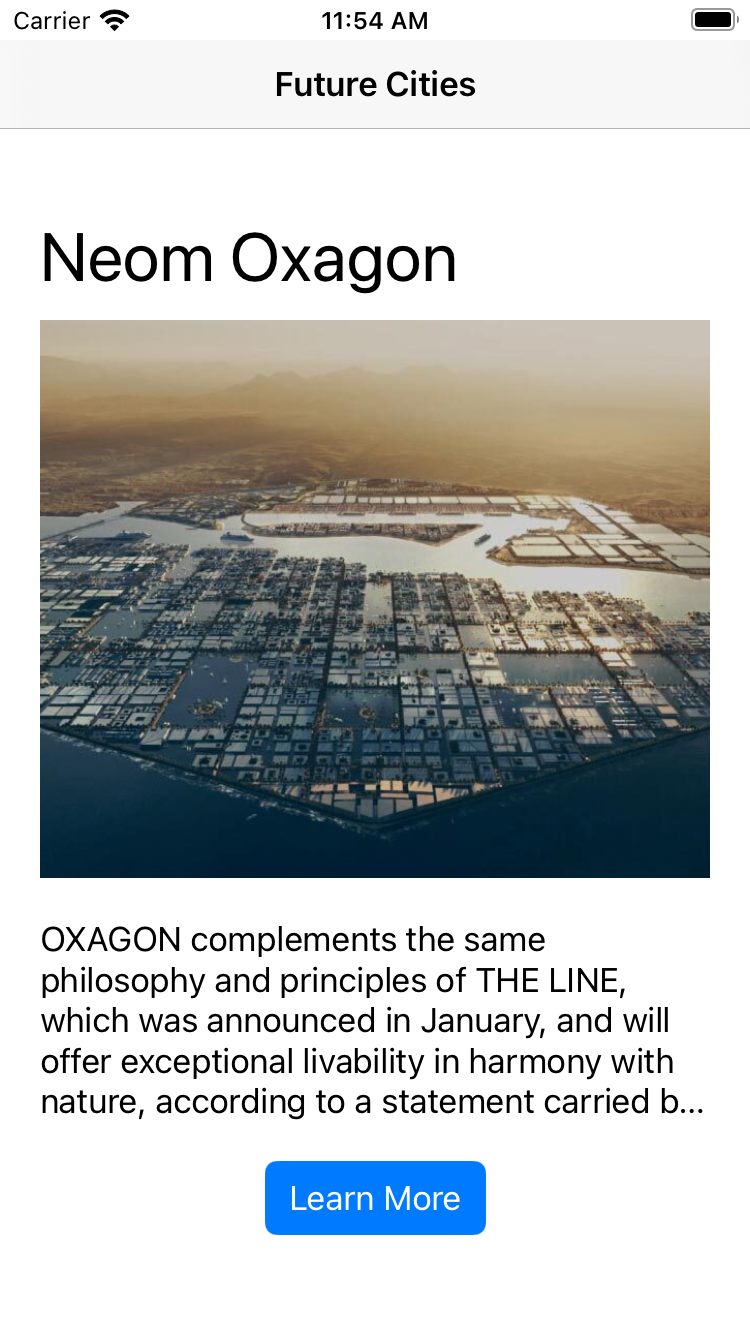 Carrier 11:54 AM
Future Cities
Neom Oxagon
OXAGON complements the same
philosophy and principles of THE LINE,
which was announced in January, and will
offer exceptional livability in harmony with
nature, according to a statement carried b...
Learn More